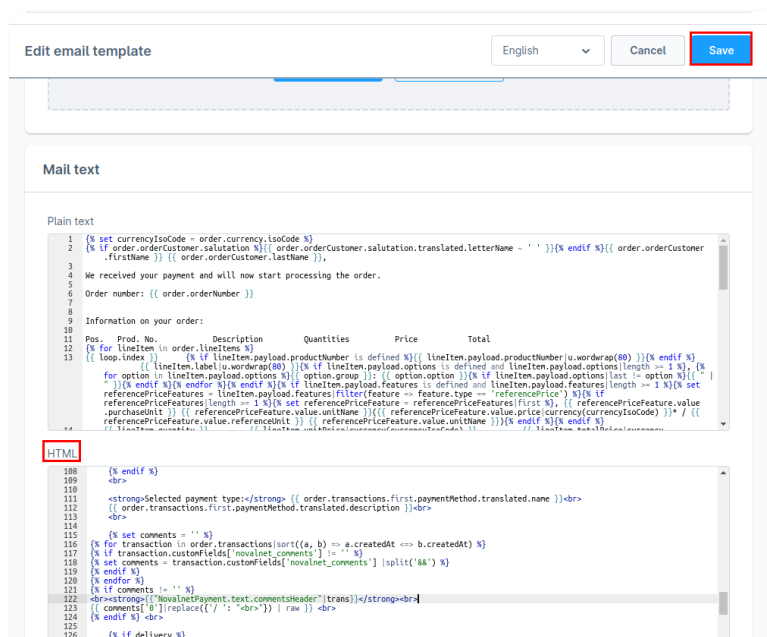 Edit email template
English
Cancel
Save
Mail text
Plain text
1 {% set currencyIsoCode = order.currency.isoCode %}
2 {% if order.orderCustomer.salutation %}{{ order.orderCustomer.salutation.translated.letterName ~ ' ' }}{% endif %}{{ order.orderCustomer
.firstName }} {{ order.orderCustomer.lastName }},
3
4 We received your payment and will now start processing the order.
5
6 Order number: {{ order.orderNumber }}
7
8
9 Information on your order:
10
11 Pos. Prod. No. Description Quantities Price Total
12 {% for lineItem in order.lineItems %}
13 {{ loop.index }} {% if lineItem.payload.productNumber is defined %}{{ lineItem.payload.productNumber|u.wordwrap(80) }}{% endif %}
{{ lineItem.label|u.wordwrap(80) }}{% if lineItem.payload.options is defined and lineItem.payload.options|length >= 1 %}, {%
for option in lineItem.payload.options %}{{ option.group }}: {{ option.option }}{% if lineItem.payload.options|last != option %}{{ " |
" }}{% endif %}{% endfor %}{% endif %}{% if lineItem.payload.features is defined and lineItem.payload.features|length >= 1 %}{% set
referencePriceFeatures = lineItem.payload.features|filter(feature => feature.type == 'referencePrice') %}{% if
referencePriceFeatures|length >= 1 %}{% set referencePriceFeature = referencePriceFeatures|first %}, {{ referencePriceFeature.value
.purchaseUnit }} {{ referencePriceFeature.value.unitName }}({{ referencePriceFeature.value.price|currency(currencyIsoCode) }}* / {{
referencePriceFeature.value.referenceUnit }} {{ referencePriceFeature.value.unitName }}){% endif %}{% endif %}
HTML
108 {% endif %}
109 <br>
110
111 <strong>Selected payment type:</strong> {{ order.transactions.first.paymentMethod.translated.name }}<br>
112 {{ order.transactions.first.paymentMethod.translated.description }}<br>
113 <br>
114
115 {% set comments = '' %}
116 {% for transaction in order.transactions|sort((a, b) => a.createdAt <=> b.createdAt) %}
117 {% if transaction.customFields['novalnet_comments'] != '' %}
118 {% set comments = transaction.customFields['novalnet_comments'] |split('&&') %}
119 {% endif %}
120 {% endfor %}
121 {% if comments != '' %}
122 <br><strong>{{"NovalnetPayment.text.commentsHeader"|trans}}</strong><br>
123 {{ comments['0']|replace({'/ ': "<br>"}) | raw }} <br>
124 {% endif %} <br>
125
126 {% if delivery %}